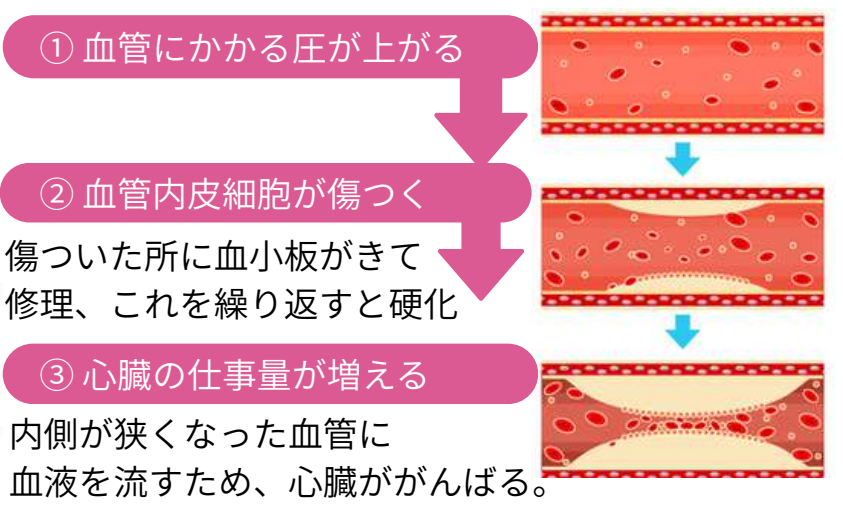 ① 血管にかかる圧が上がる
② 血管内皮細胞が傷つく
傷ついた所に血小板がきて
修理、これを繰り返すと硬化
③ 心臓の仕事量が増える
内側が狭くなった血管に
血液を流すため、心臓ががんばる。